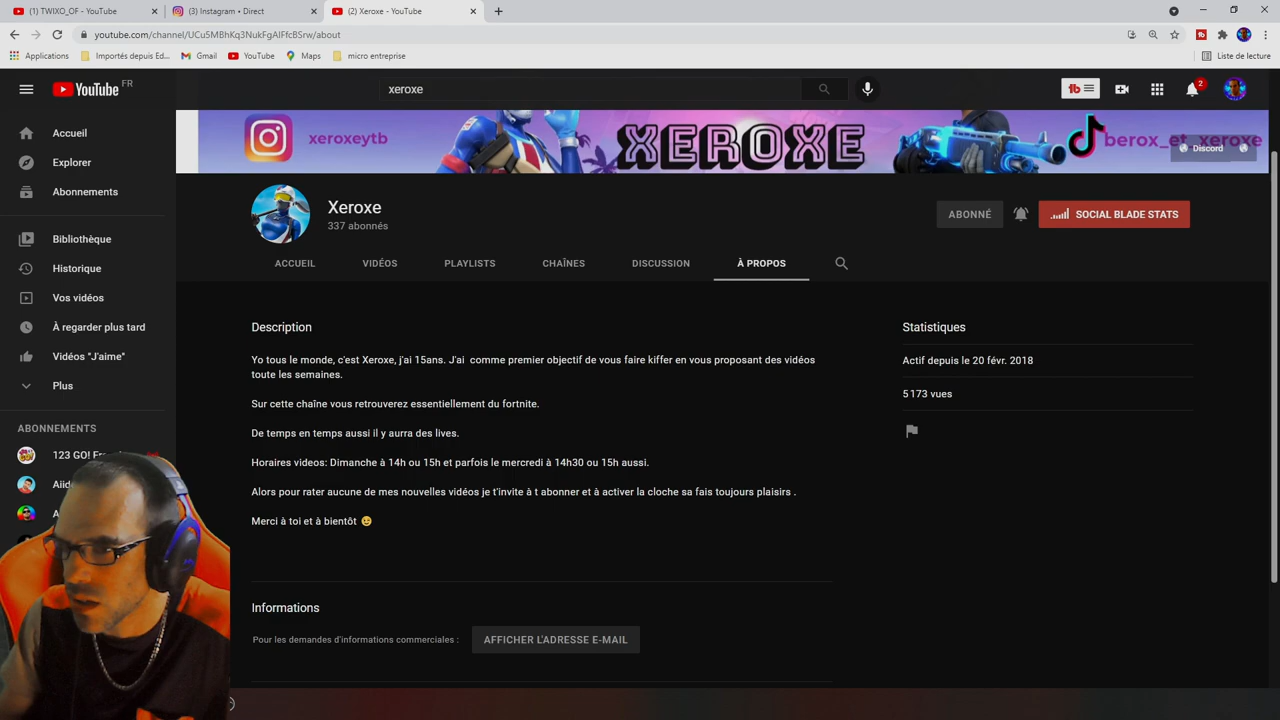 (1) TWIXO_OF - YouTube
(3) Instagram • Direct
(2) Xeroxe - YouTube
youtube.com/channel/UCu5MBhKq3NukFgAlFfcBSrw/about
Applications
Importés depuis Ed...
Gmail
YouTube
Maps
micro entreprise
Liste de lecture
YouTube FR
xeroxe
2
xeroxeytb
XEROXE
berox_et_xeroxe
Discord
Accueil
Explorer
Abonnements
Bibliothèque
Historique
Vos vidéos
À regarder plus tard
Vidéos "J'aime"
Plus
ABONNEMENTS
123 GO!
Xeroxe
337 abonnés
ABONNÉ
SOCIAL BLADE STATS
ACCUEIL
VIDÉOS
PLAYLISTS
CHAÎNES
DISCUSSION
À PROPOS
Description
Yo tous le monde, c'est Xeroxe, j'ai 15ans. J'ai comme premier objectif de vous faire kiffer en vous proposant des vidéos
toute les semaines.
Sur cette chaîne vous retrouverez essentiellement du fortnite.
De temps en temps aussi il y aurra des lives.
Horaires videos: Dimanche à 14h ou 15h et parfois le mercredi à 14h30 ou 15h aussi.
Alors pour rater aucune de mes nouvelles vidéos je t'invite à t abonner et à activer la cloche sa fais toujours plaisirs .
Merci à toi et à bientôt 😉
Informations
Pour les demandes d'informations commerciales :
AFFICHER L'ADRESSE E-MAIL
Statistiques
Actif depuis le 20 févr. 2018
5 173 vues